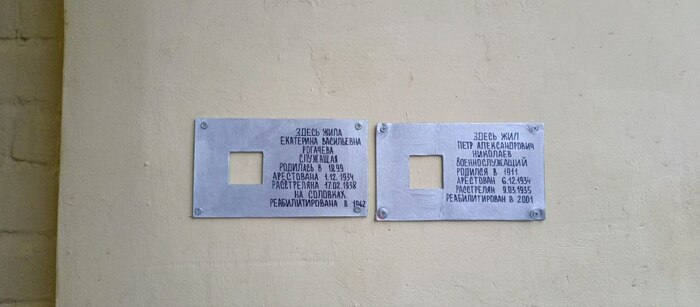 ЗДЕСЬ ЖИЛА
ЕКАТЕРИНА ВАСИЛЬЕВНА
РОГАЧЕВА
СЛУЖАЩАЯ
РОДИЛАСЬ В 1899
АРЕСТОВАНА 1.12.1934
РАССТРЕЛЯНА 17.02.1938
НА СОЛОВКАХ
РЕАБИЛИТИРОВАНА В 1962
ЗДЕСЬ ЖИЛ
ПЕТР АЛЕКСАНДРОВИЧ
НИКОЛАЕВ
ВОЕННОСЛУЖАЩИЙ
РОДИЛСЯ В 1911
АРЕСТОВАН 6.12.1934
РАССТРЕЛЯН 9.03.1935
РЕАБИЛИТИРОВАН В 2001